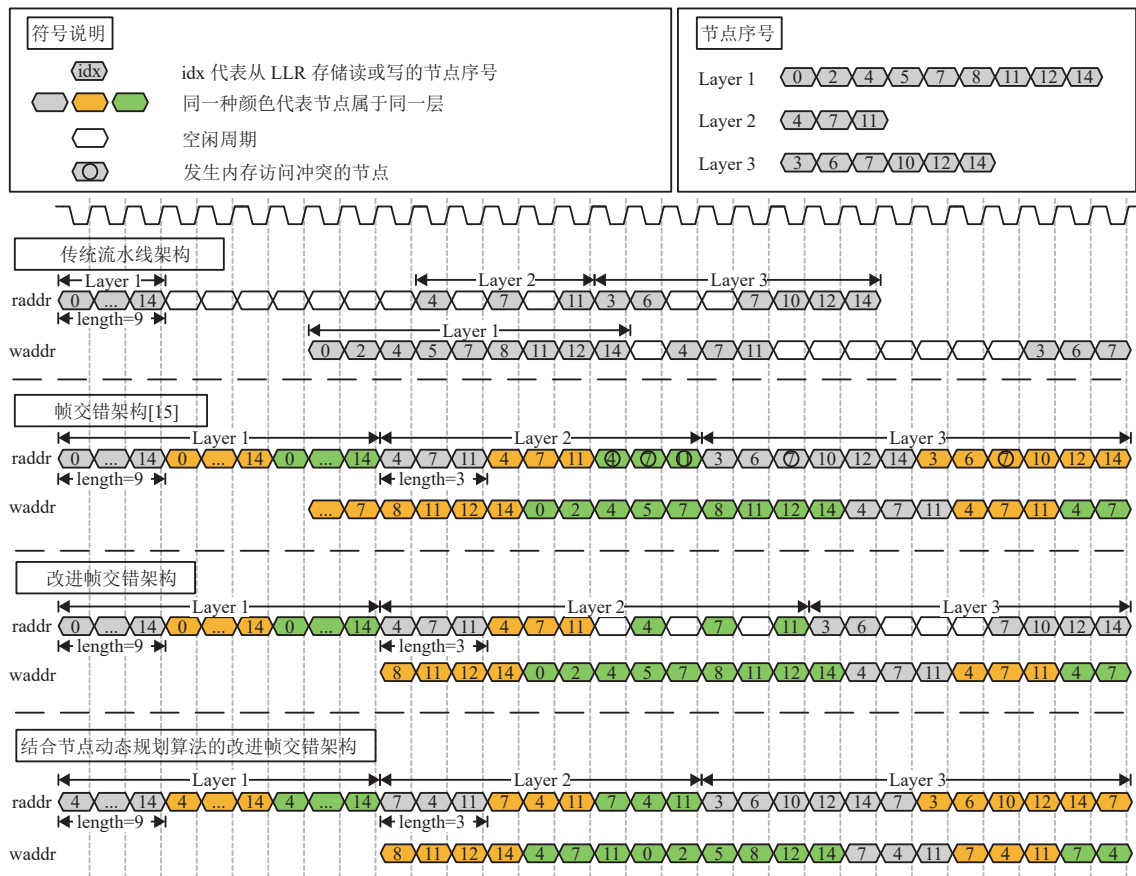 符号说明
idx
idx 代表从 LLR 存储读或写的节点序号
同一种颜色代表节点属于同一层
空闲周期
发生内存访问冲突的节点
节点序号
Layer 1 0 2 4 5 7 8 11 12 14
Layer 2 4 7 11
Layer 3 3 6 7 10 12 14
传统流水线架构
Layer 1 Layer 2 Layer 3
raddr 0 ... 14 4 7 11 3 6 7 10 12 14
length=9
Layer 1
waddr 0 2 4 5 7 8 11 12 14 4 7 11 3 6 7
帧交错架构[15]
Layer 1 Layer 2 Layer 3
raddr 0 ... 14 0 ... 14 0 ... 14 4 7 11 4 7 11 4 7 11 3 6 7 10 12 14 3 6 7 10 12 14
length=9 length=3
waddr ... 7 8 11 12 14 0 2 4 5 7 8 11 12 14 4 7 11 4 7 11 4 7
改进帧交错架构
Layer 1 Layer 2 Layer 3
raddr 0 ... 14 0 ... 14 0 ... 14 4 7 11 4 7 11 4 7 11 3 6 7 10 12 14
length=9 length=3
waddr 8 11 12 14 0 2 4 5 7 8 11 12 14 4 7 11 4 7 11 4 7
结合节点动态规划算法的改进帧交错架构
Layer 1 Layer 2 Layer 3
raddr 4 ... 14 4 ... 14 4 ... 14 7 4 11 7 4 11 7 4 11 3 6 10 12 14 7 3 6 10 12 14 7
length=9 length=3
waddr 8 11 12 14 4 7 11 0 2 5 8 12 14 7 4 11 7 4 11 7 4